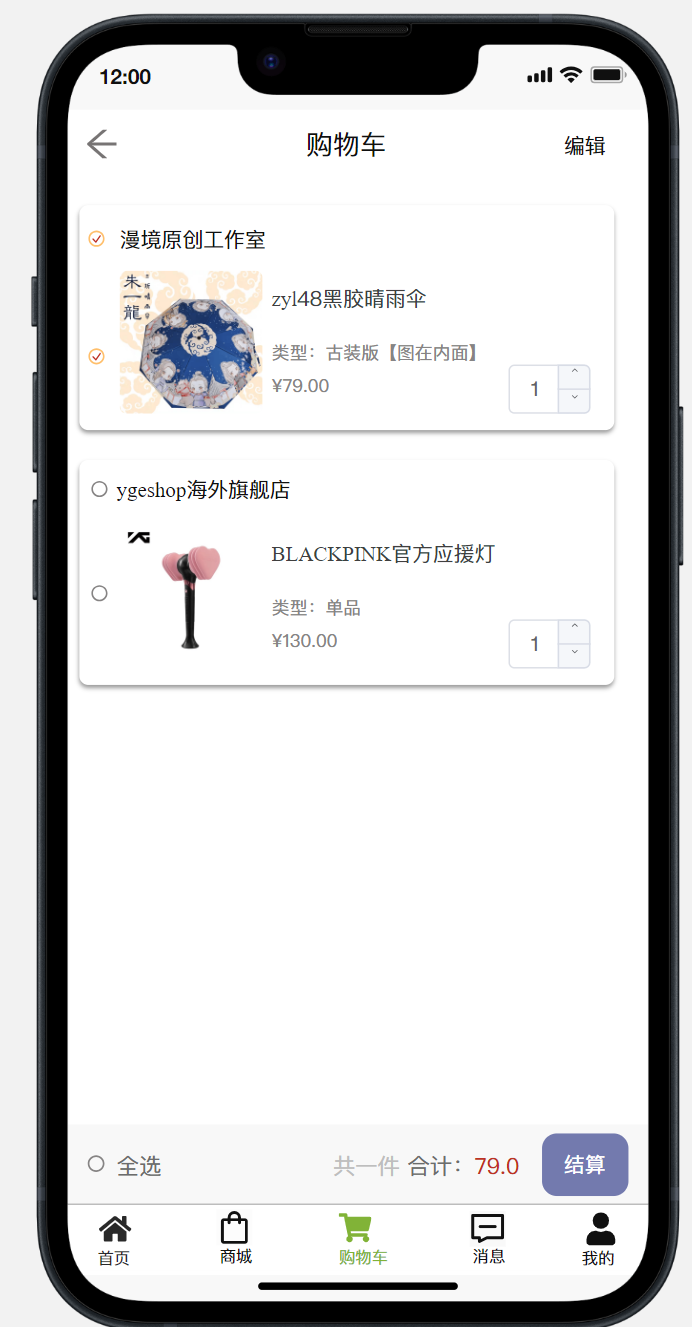 12:00
购物车
编辑
漫境原创工作室
朱一龍
zyl48黑胶晴雨伞
类型：古装版【图在内面】
¥79.00
1
ygeshop海外旗舰店
YG
BLACKPINK官方应援灯
类型：单品
¥130.00
1
全选
共一件 合计：79.0
结算
首页
商城
购物车
消息
我的